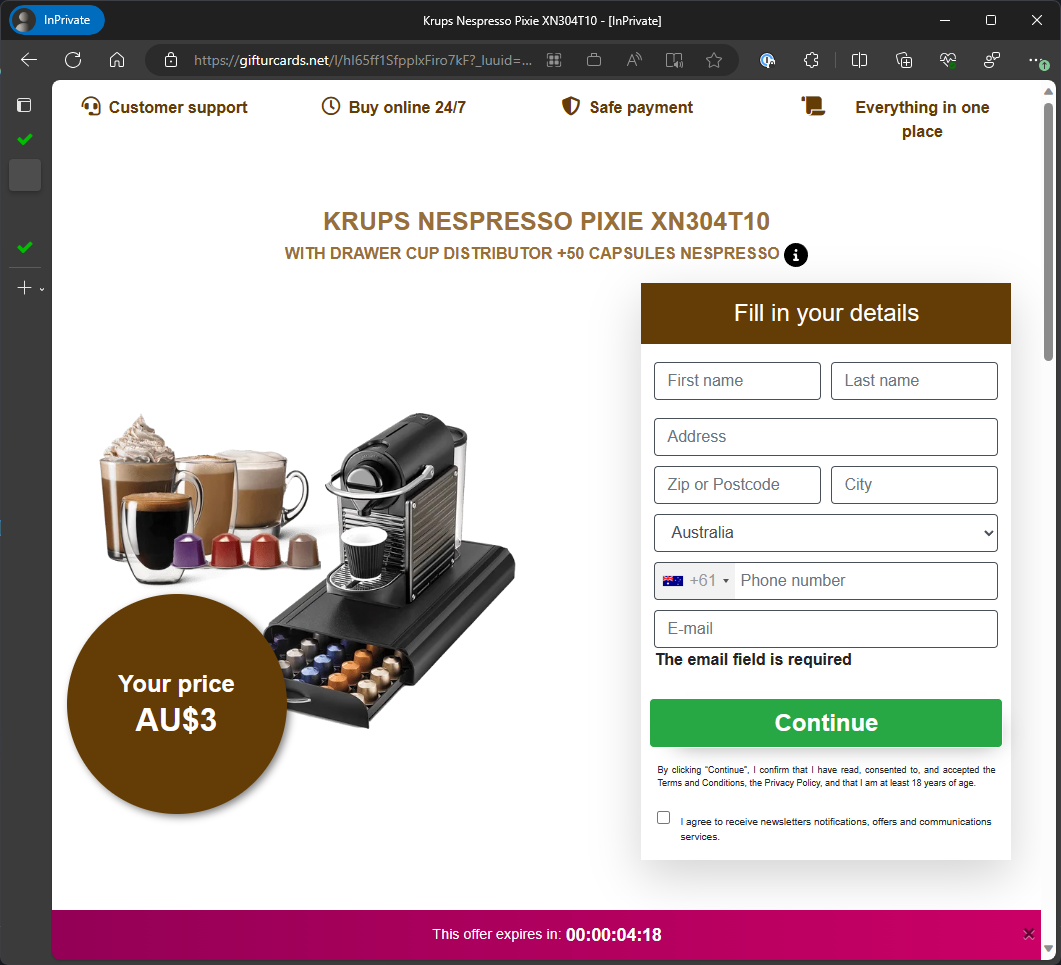 InPrivate
Krups Nespresso Pixie XN304T10 - [InPrivate]
https://gifturcards.net/l/hl65ff1SfpplxFiro7kF?_luuid=...
Customer support
Buy online 24/7
Safe payment
Everything in one
place
KRUPS NESPRESSO PIXIE XN304T10
WITH DRAWER CUP DISTRIBUTOR +50 CAPSULES NESPRESSO
Fill in your details
First name
Last name
Address
Zip or Postcode
City
Australia
+61
Phone number
E-mail
The email field is required
Your price
AU$3
Continue
By clicking "Continue", I confirm that I have read, consented to, and accepted the
Terms and Conditions, the Privacy Policy, and that I am at least 18 years of age.
I agree to receive newsletters notifications, offers and communications
services.
This offer expires in: 00:00:04:18